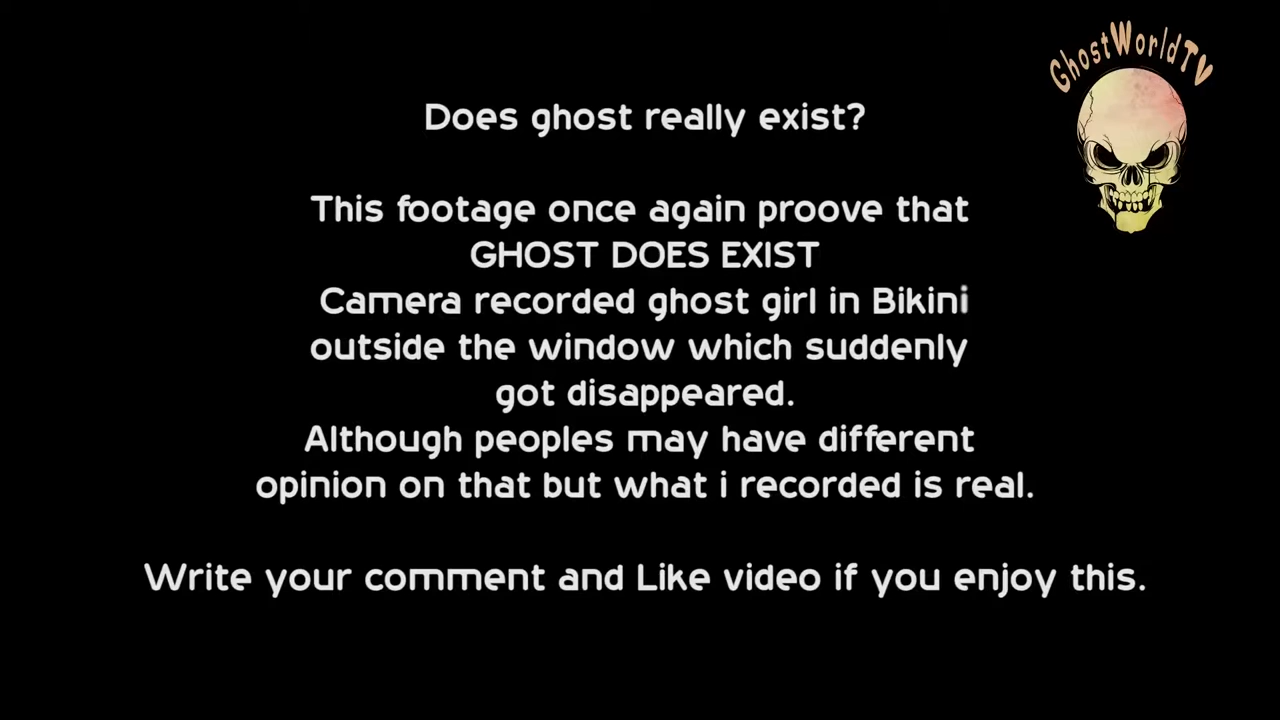 GhostWorldTV
Does ghost really exist?
This footage once again proove that
GHOST DOES EXIST
Camera recorded ghost girl in Bikini
outside the window which suddenly
got disappeared.
Although peoples may have different
opinion on that but what i recorded is real.
Write your comment and Like video if you enjoy this.